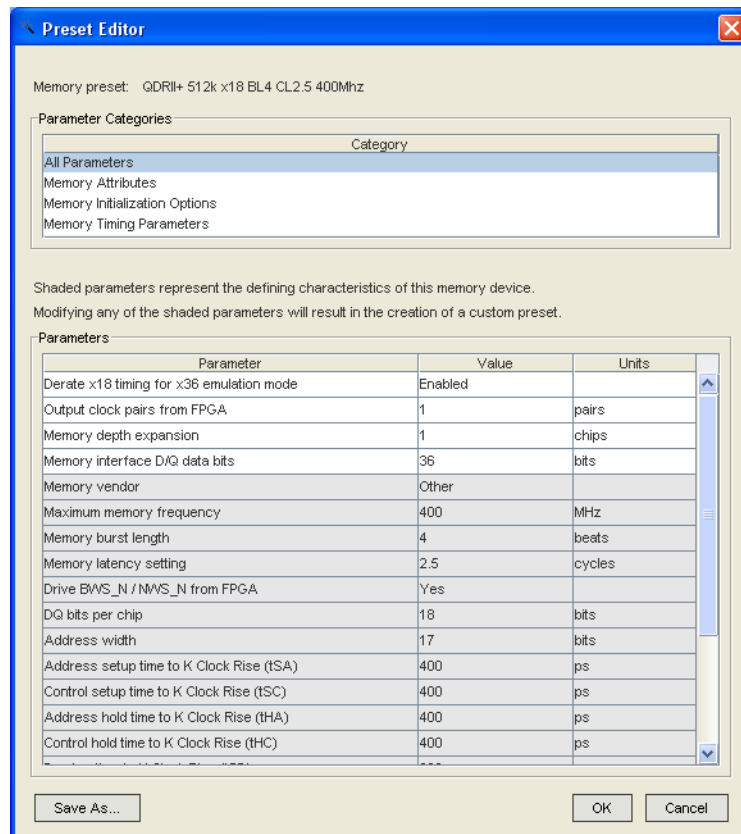 Preset Editor
Memory preset: QDRII+ 512k x18 BL4 CL2.5 400Mhz
Parameter Categories
Category
All Parameters
Memory Attributes
Memory Initialization Options
Memory Timing Parameters
Shaded parameters represent the defining characteristics of this memory device.
Modifying any of the shaded parameters will result in the creation of a custom preset.
Parameters
Parameter Value Units
Derate x18 timing for x36 emulation mode Enabled
Output clock pairs from FPGA 1 pairs
Memory depth expansion 1 chips
Memory interface D/Q data bits 36 bits
Memory vendor Other
Maximum memory frequency 400 MHz
Memory burst length 4 beats
Memory latency setting 2.5 cycles
Drive BWS_N / NWS_N from FPGA Yes
DQ bits per chip 18 bits
Address width 17 bits
Address setup time to K Clock Rise (tSA) 400 ps
Control setup time to K Clock Rise (tSC) 400 ps
Address hold time to K Clock Rise (tHA) 400 ps
Control hold time to K Clock Rise (tHC) 400 ps
Save As... OK Cancel